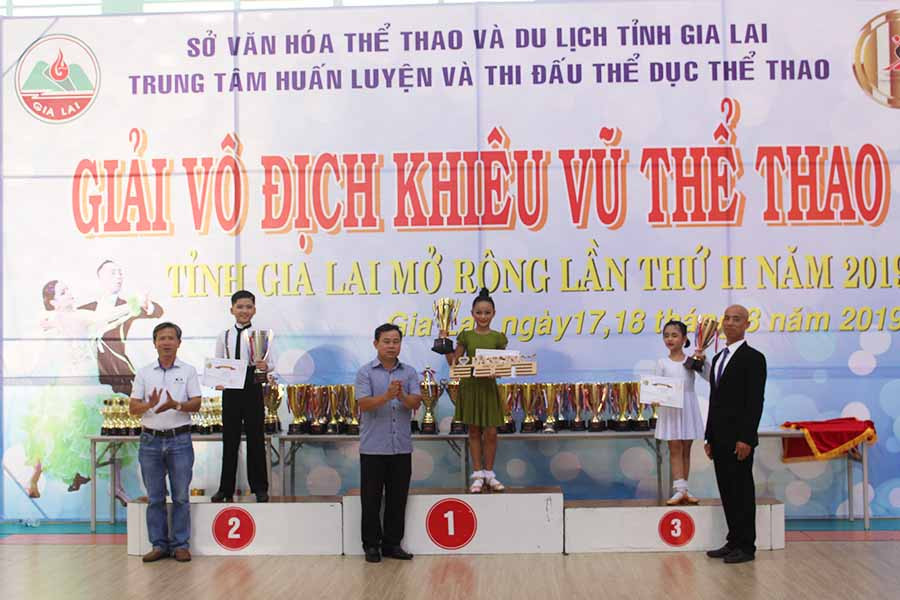 SỞ VĂN HÓA THỂ THAO VÀ DU LỊCH TỈNH GIA LAI
TRUNG TÂM HUẤN LUYỆN VÀ THI ĐẤU THỂ DỤC THỂ THAO
GIA LAI
GIẢI VÔ ĐỊCH KHIÊU VŨ THỂ THAO
TỈNH GIA LAI MỞ RỘNG LẦN THỨ II NĂM 2019
Gia Lai, ngày 17, 18 năm 2019
2
1
3